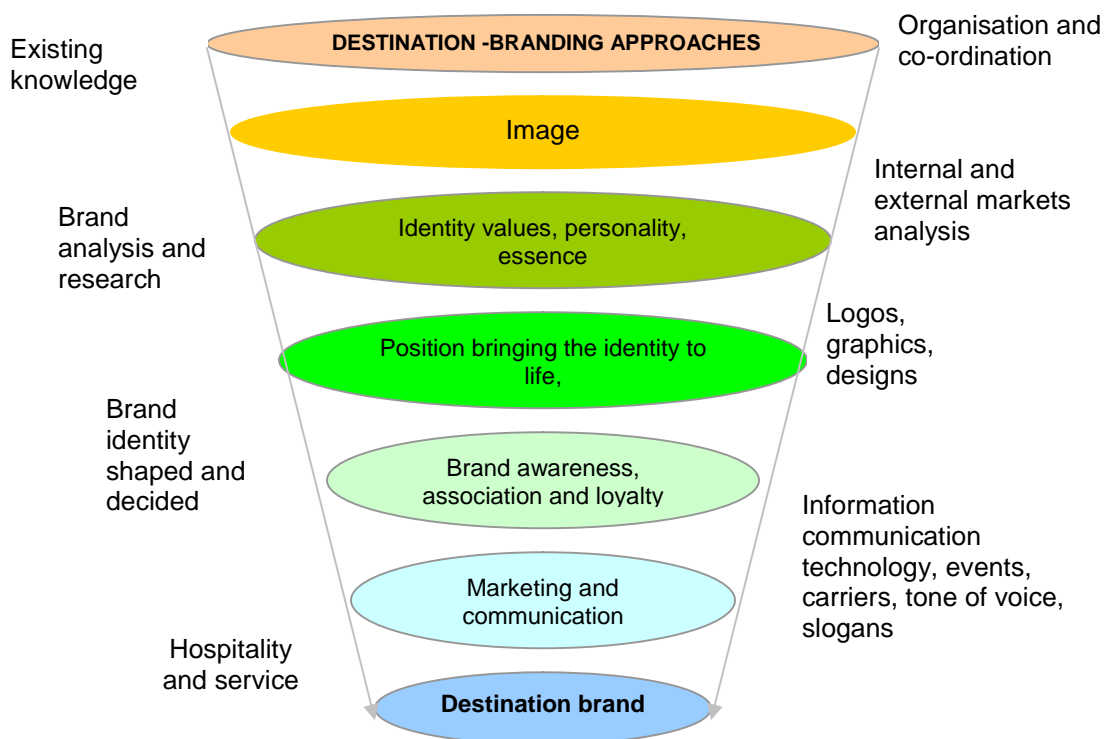 DESTINATION -BRANDING APPROACHES
Existing
knowledge
Organisation and
co-ordination
Image
Internal and
external markets
analysis
Brand
analysis and
research
Identity values, personality,
essence
Logos,
graphics,
designs
Position bringing the identity to
life,
Brand
identity
shaped and
decided
Brand awareness,
association and loyalty
Information
communication
technology, events,
carriers, tone of voice,
slogans
Marketing and
communication
Hospitality
and service
Destination brand